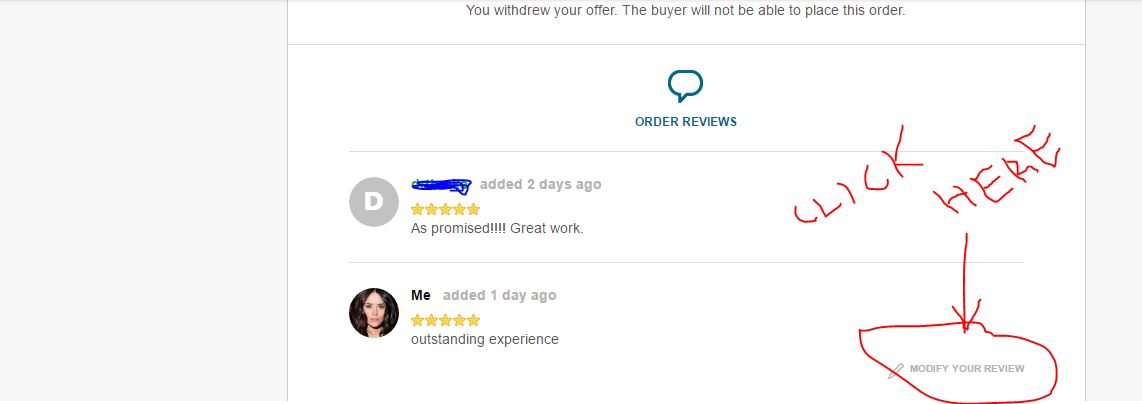 You withdrew your offer. The buyer will not be able to place this order.
ORDER REVIEWS
CLICK HERE
D added 2 days ago
As promised!!!! Great work.
Me added 1 day ago
outstanding experience
MODIFY YOUR REVIEW